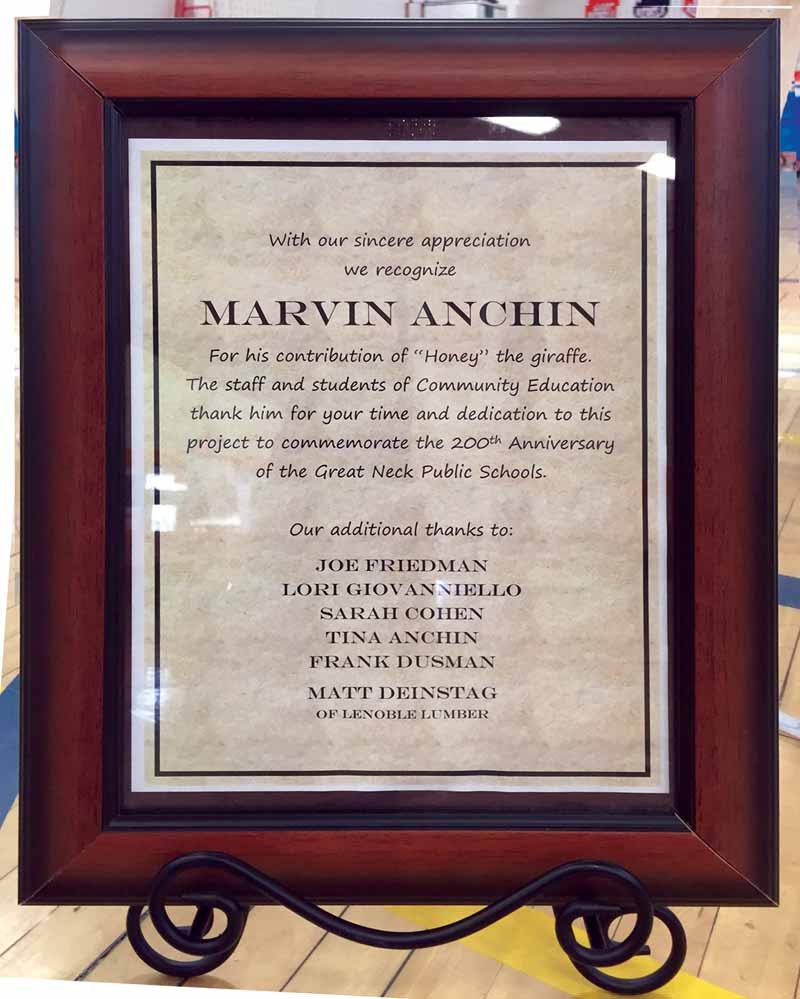 With our sincere appreciation
we recognize
MARVIN ANCHIN
For his contribution of “Honey” the giraffe.
The staff and students of Community Education
thank him for your time and dedication to this
project to commemorate the 200th Anniversary
of the Great Neck Public Schools.
Our additional thanks to:
JOE FRIEDMAN
LORI GIOVANNIELLO
SARAH COHEN
TINA ANCHIN
FRANK DUSMAN
MATT DEINSTAG
OF LENOBLE LUMBER